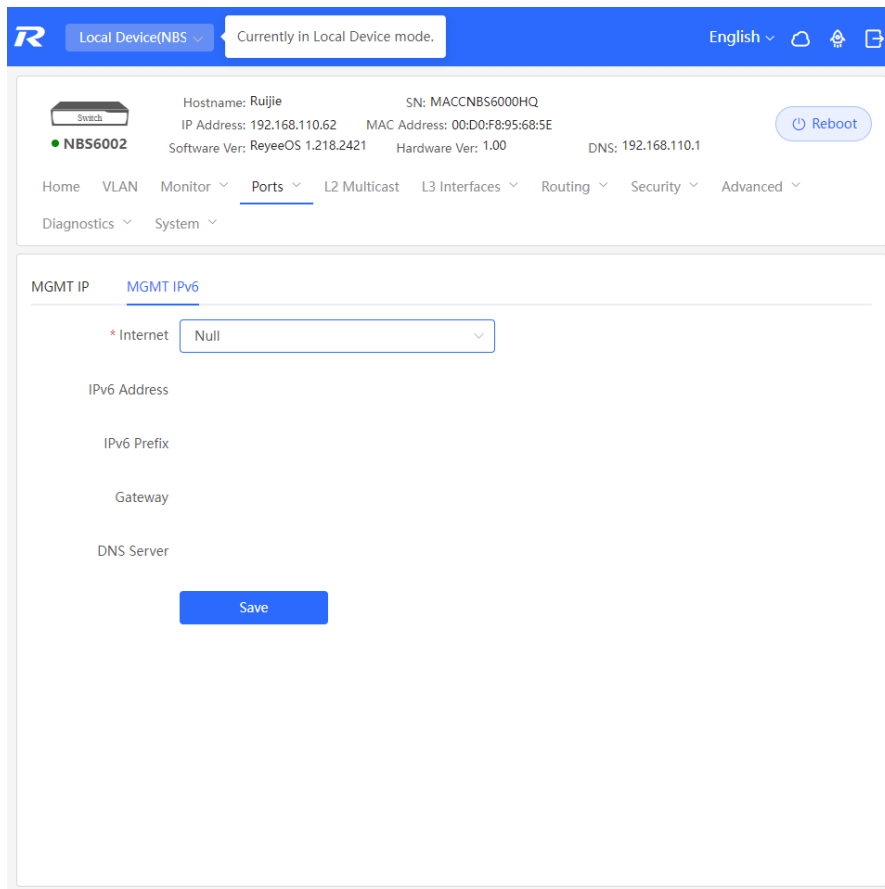 Local Device(NBS
Currently in Local Device mode.
English
Switch
NBS6002
Hostname: Ruijie
SN: MACCNBS6000HQ
IP Address: 192.168.110.62
MAC Address: 00:D0:F8:95:68:5E
Software Ver: ReyeeOS 1.218.2421
Hardware Ver: 1.00
DNS: 192.168.110.1
Reboot
Home VLAN Monitor Ports L2 Multicast L3 Interfaces Routing Security Advanced
Diagnostics System
MGMT IP MGMT IPv6
* Internet Null
IPv6 Address
IPv6 Prefix
Gateway
DNS Server
Save